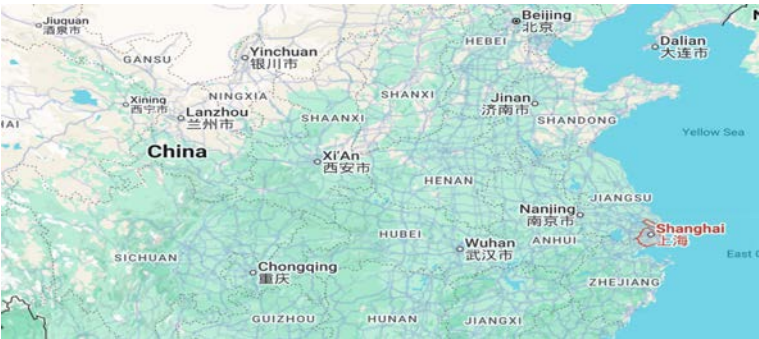 Jiuquan
酒泉市
GANSU
Yinchuan
银川市
HEBEI
Beijing
北京
Dalian
大连市
Xining
西宁市
NINGXIA
Lanzhou
兰州市
SHANXI
Jinan
济南市
SHAANXI
SHANDONG
Yellow Sea
China
Xi'An
西安市
HENAN
JIANGSU
Nanjing
南京市
Shanghai
上海
HUBEI
Wuhan
武汉市
ANHUI
SICHUAN
Chongqing
重庆
East
ZHEJIANG
GUIZHOU
HUNAN
JIANGXI